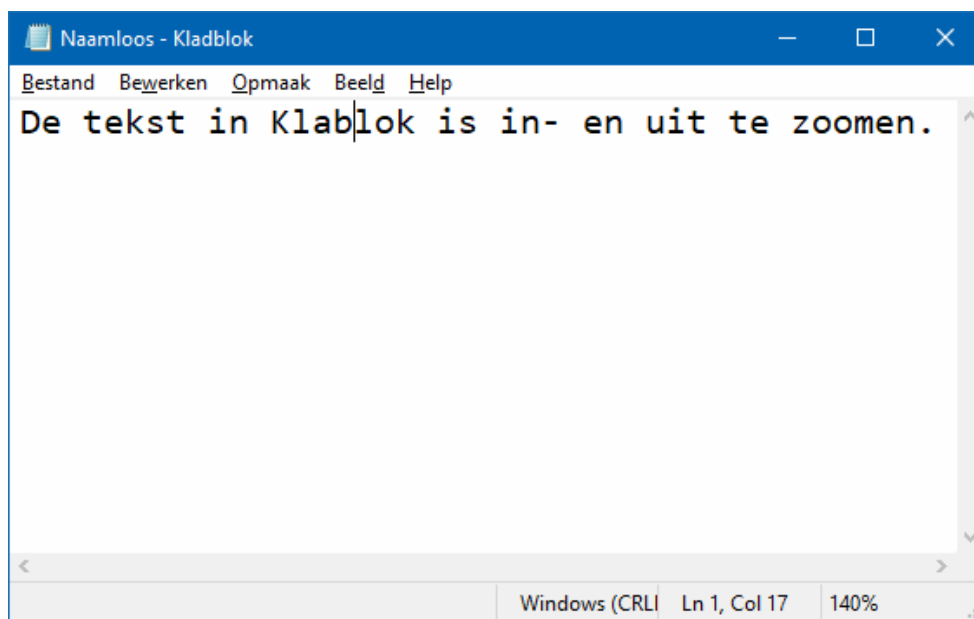 Naamloos - Kladblok
Bestand Bewerken Opmaak Beeld Help
De tekst in Klablok is in- en uit te zoomen.
Windows (CRLI Ln 1, Col 17 140%